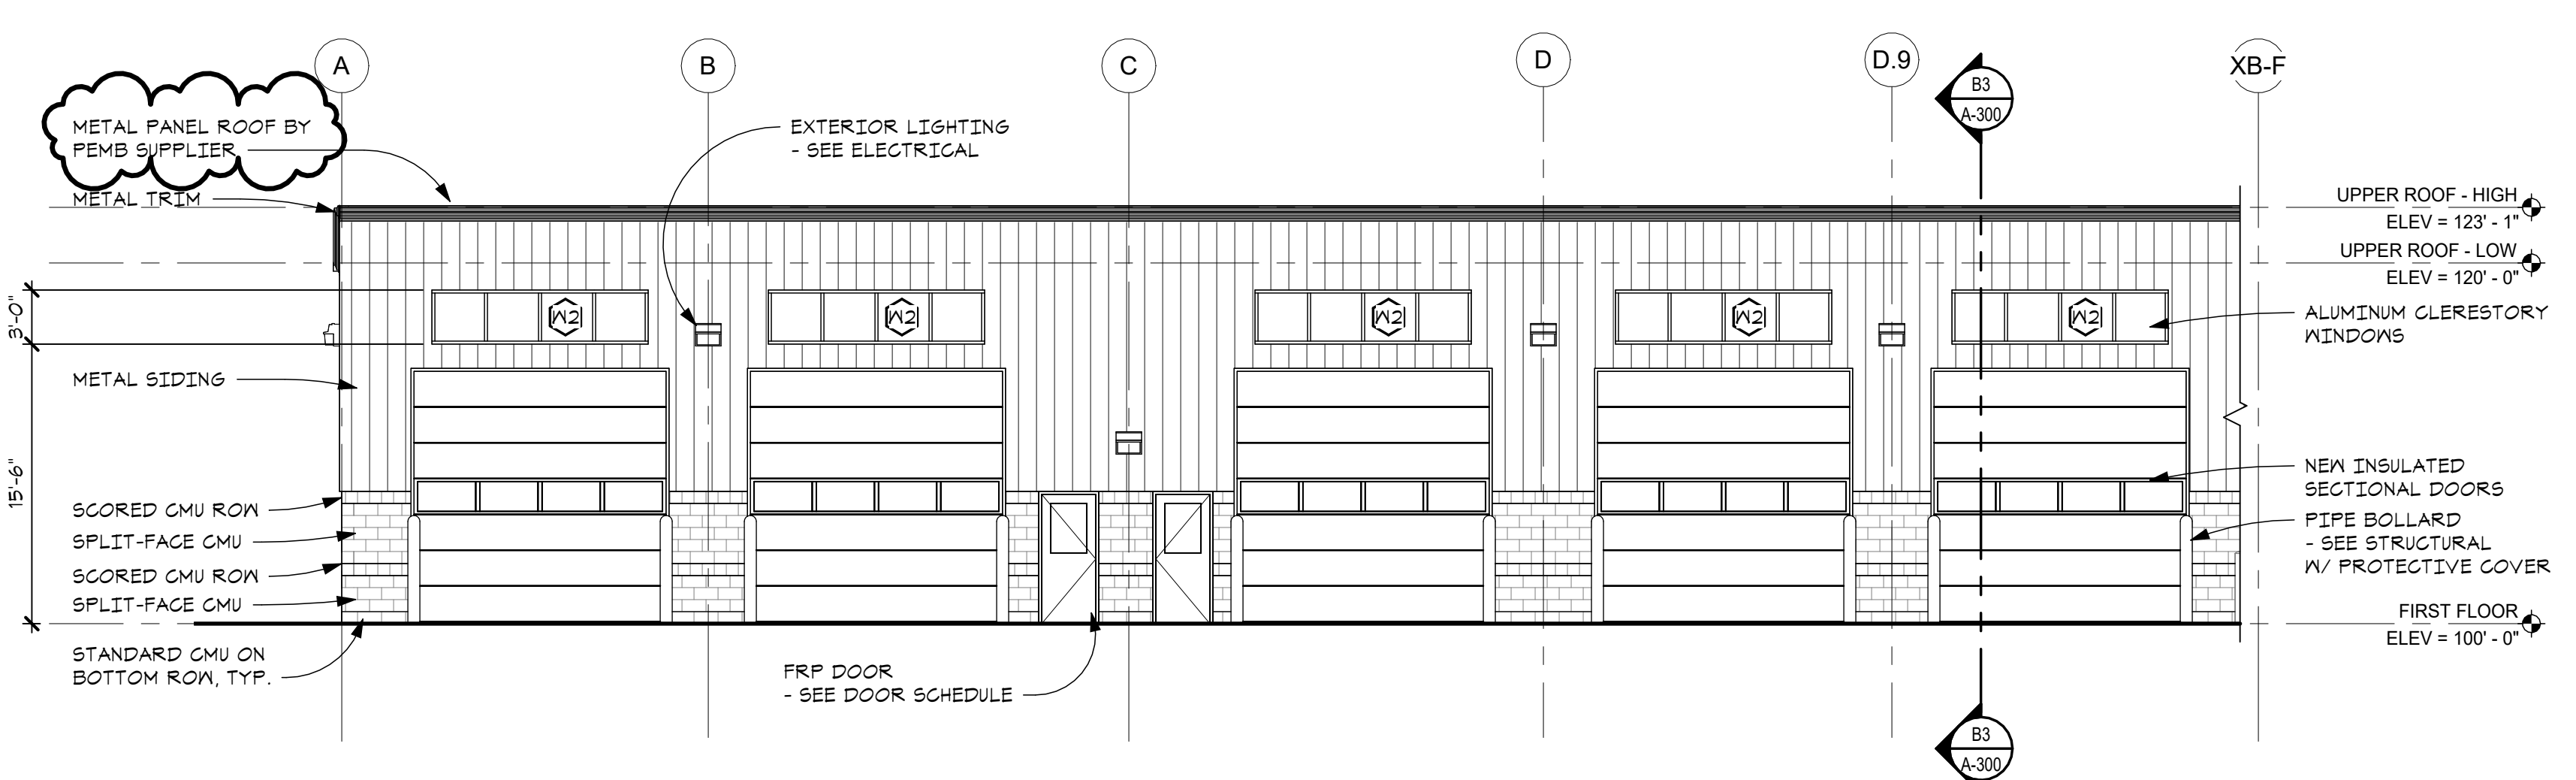 A
B
C
D
D.9
XB-F
B3
A-300
METAL PANEL ROOF BY
PEMB SUPPLIER
EXTERIOR LIGHTING
- SEE ELECTRICAL
METAL TRIM
UPPER ROOF - HIGH
ELEV = 123' - 1"
UPPER ROOF - LOW
ELEV = 120' - 0"
3'-0"
W2
W2
W2
W2
W2
ALUMINUM CLERESTORY
WINDOWS
METAL SIDING
15'-6"
NEW INSULATED
SECTIONAL DOORS
SCORED CMU ROW
SPLIT-FACE CMU
SCORED CMU ROW
SPLIT-FACE CMU
PIPE BOLLARD
- SEE STRUCTURAL
W/ PROTECTIVE COVER
FIRST FLOOR
ELEV = 100' - 0"
STANDARD CMU ON
BOTTOM ROW, TYP.
FRP DOOR
- SEE DOOR SCHEDULE
B3
A-300